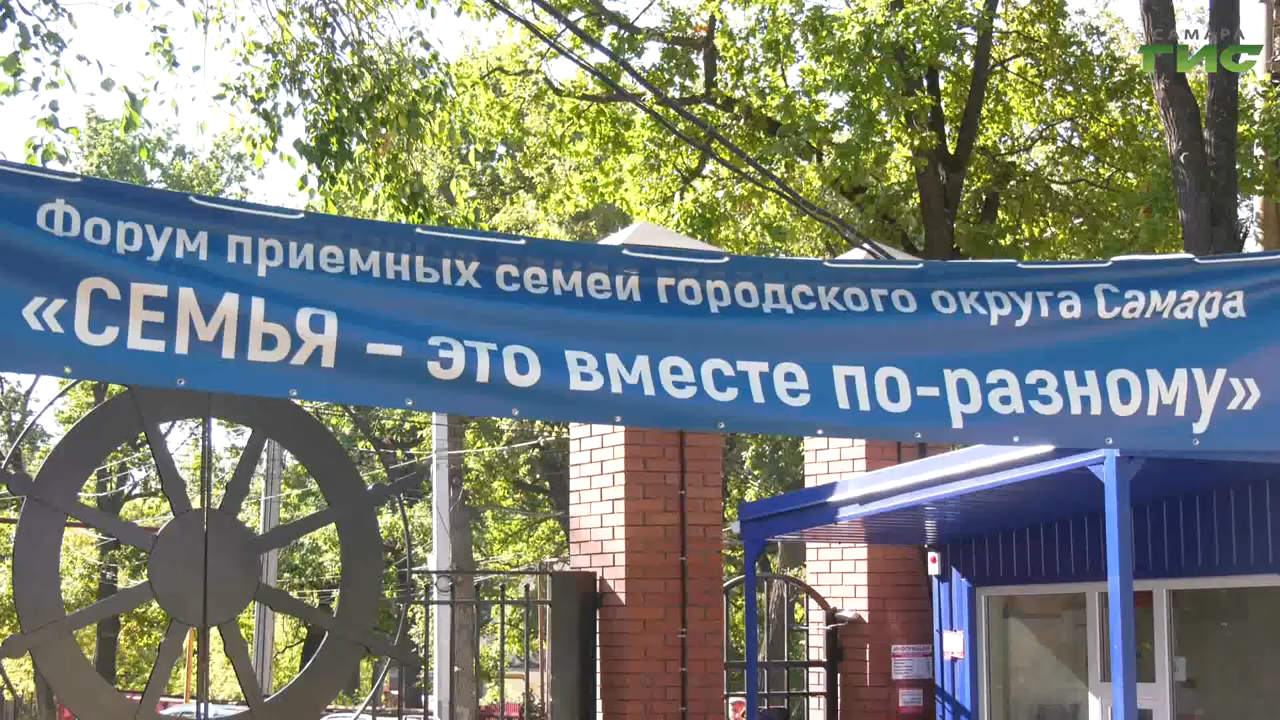 САМАРА
ГИС
Форум приемных семей городского округа Самара
«СЕМЬЯ – это вместе по-разному»